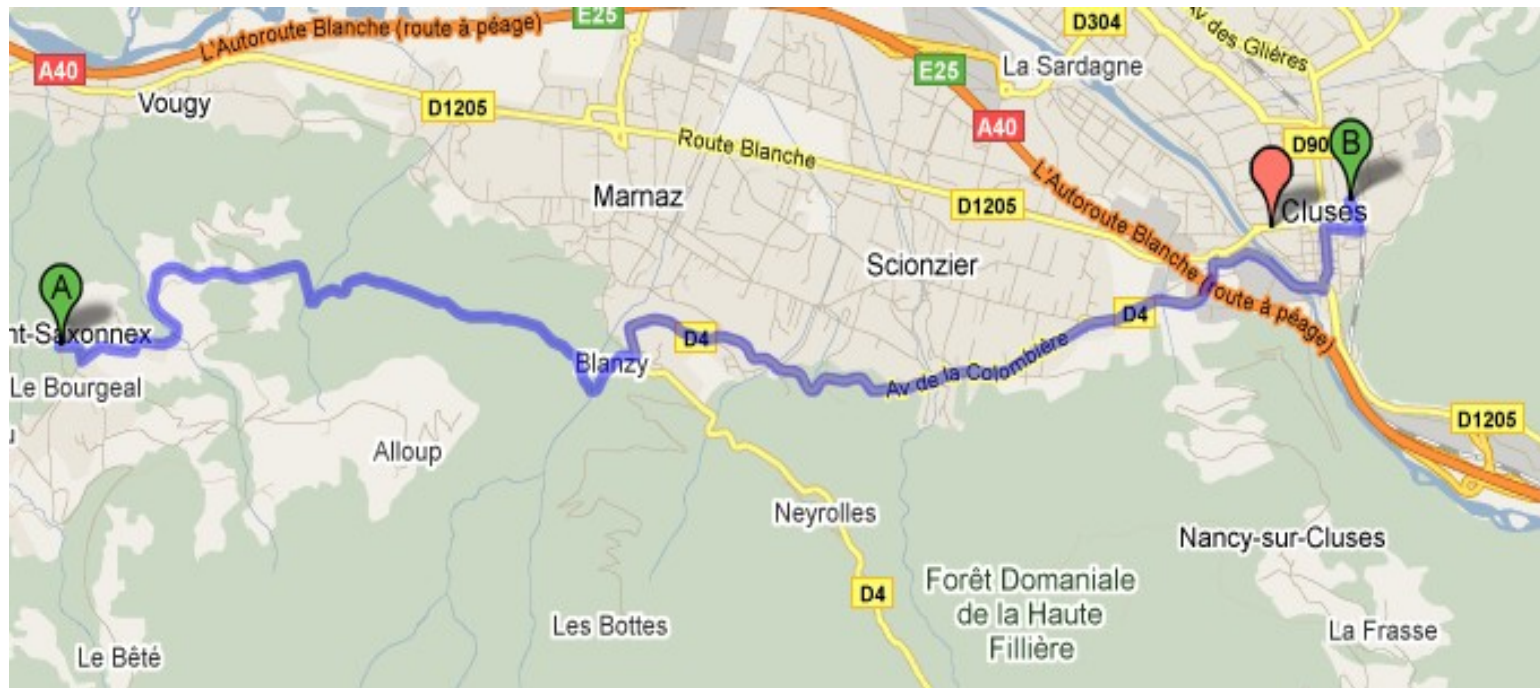 E25
D304
Av des Glières
L'Autoroute Blanche (route à péage)
A40
E25
La Sardagne
Vougy
D1205
A40
Route Blanche
D90
B
Marnaz
D1205
L'Autoroute Blanche (route à péage)
Cluses
Scionzier
A
nt-Saxonnex
D4
D4
Blanzy
Av de la Colombière
Le Bourgeal
D1205
u
Alloup
Neyrolles
Nancy-sur-Cluses
D4
Forêt Domaniale
de la Haute
Fillière
Les Bottes
La Frasse
Le Bêté